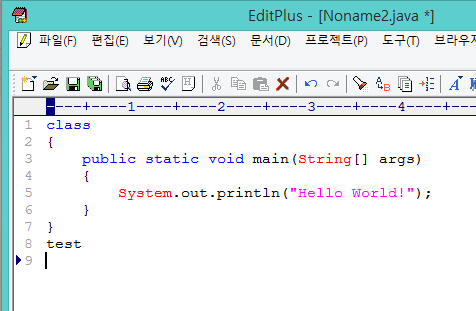 EditPlus - [Noname2.java *]
파일(F) 편집(E) 보기(V) 검색(S) 문서(D) 프로젝트(P) 도구(T) 브라우
----+----1----+----2----+----3----+----4----+---
1 class
2 {
3 public static void main(String[] args)
4 {
5 System.out.println("Hello World!");
6 }
7 }
8 test
9